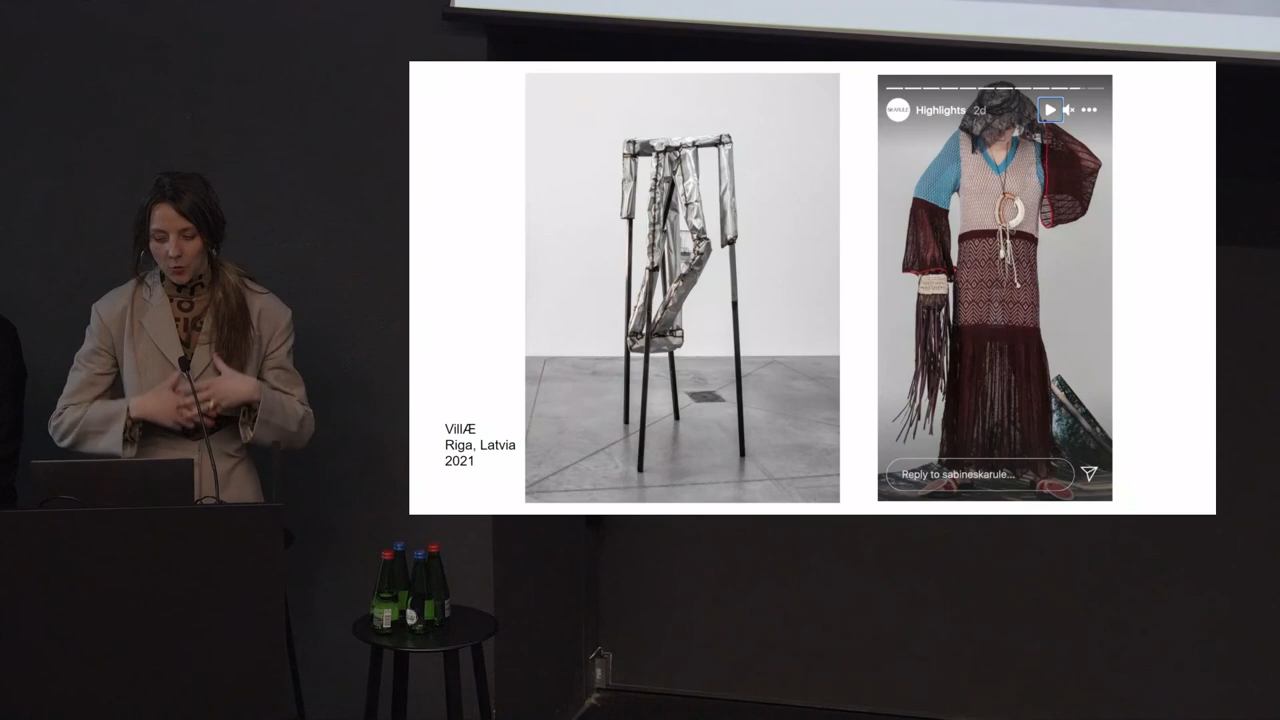 VillÆ
Riga, Latvia
2021
Highlights 2d
Reply to sabineskarule...